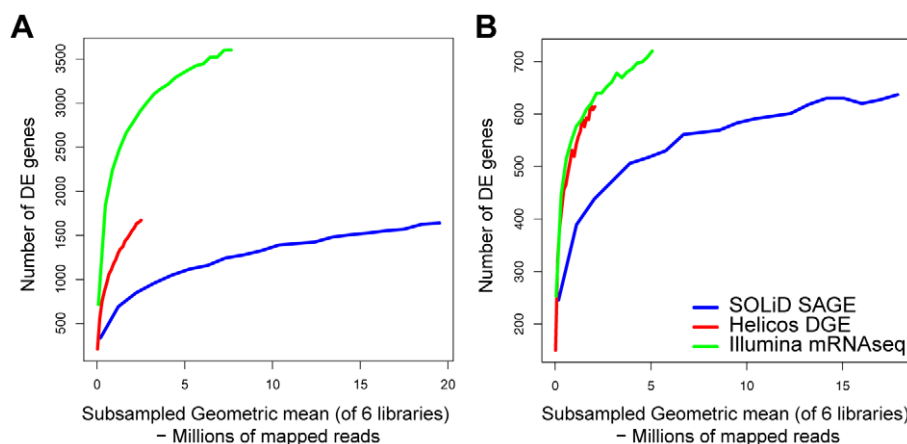 A
Number of DE genes
3500
3000
2500
2000
1500
1000
500
0
5
10
15
20
Subsampled Geometric mean (of 6 libraries)
− Millions of mapped reads
B
Number of DE genes
700
600
500
400
300
200
0
5
10
15
SOLiD SAGE
Helicos DGE
Illumina mRNAseq
Subsampled Geometric mean (of 6 libraries)
− Millions of mapped reads